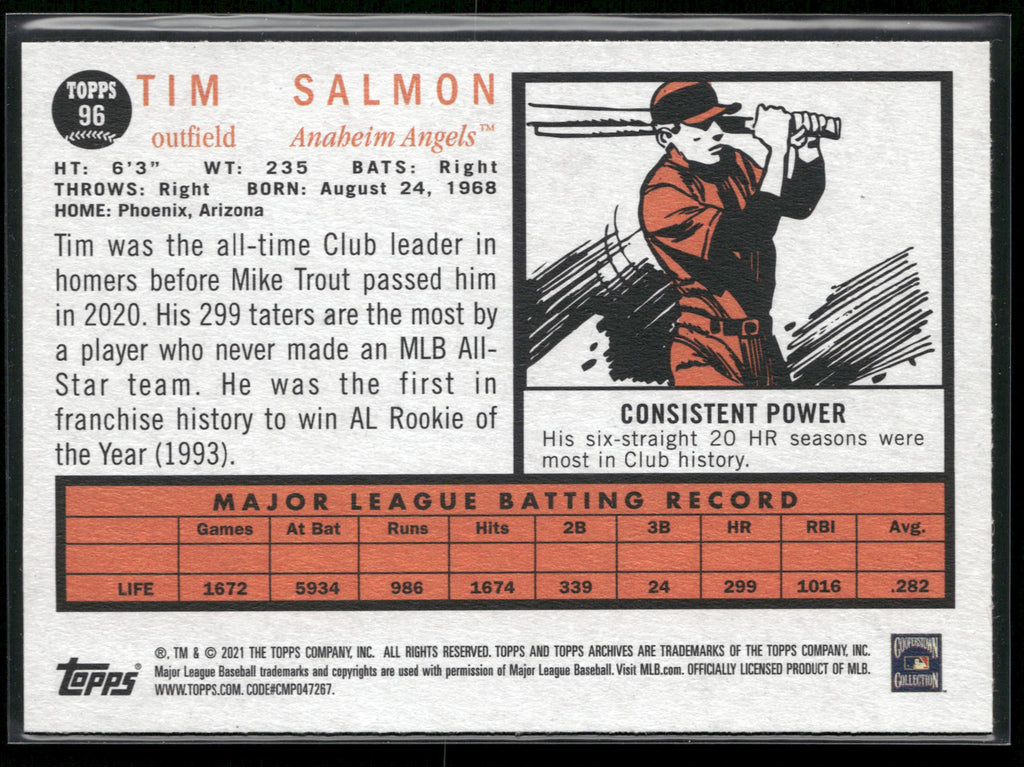 TOPPS
96
TIM SALMON
outfield Anaheim Angels™
HT: 6'3" WT: 235 BATS: Right
THROWS: Right BORN: August 24, 1968
HOME: Phoenix, Arizona
Tim was the all-time Club leader in
homers before Mike Trout passed him
in 2020. His 299 taters are the most by
a player who never made an MLB All-
Star team. He was the first in
franchise history to win AL Rookie of
the Year (1993).
CONSISTENT POWER
His six-straight 20 HR seasons were
most in Club history.
MAJOR LEAGUE BATTING RECORD
Games At Bat Runs Hits 2B 3B HR RBI Avg.
LIFE 1672 5934 986 1674 339 24 299 1016 .282
Topps®
®, TM & © 2021 THE TOPPS COMPANY, INC. ALL RIGHTS RESERVED. TOPPS AND TOPPS ARCHIVES ARE TRADEMARKS OF THE TOPPS COMPANY, INC.
Major League Baseball trademarks and copyrights are used with permission of Major League Baseball. Visit MLB.com. OFFICIALLY LICENSED PRODUCT OF MLB.
WWW.TOPPS.COM. CODE#CMP047267.
COOPERSTOWN
COLLECTION